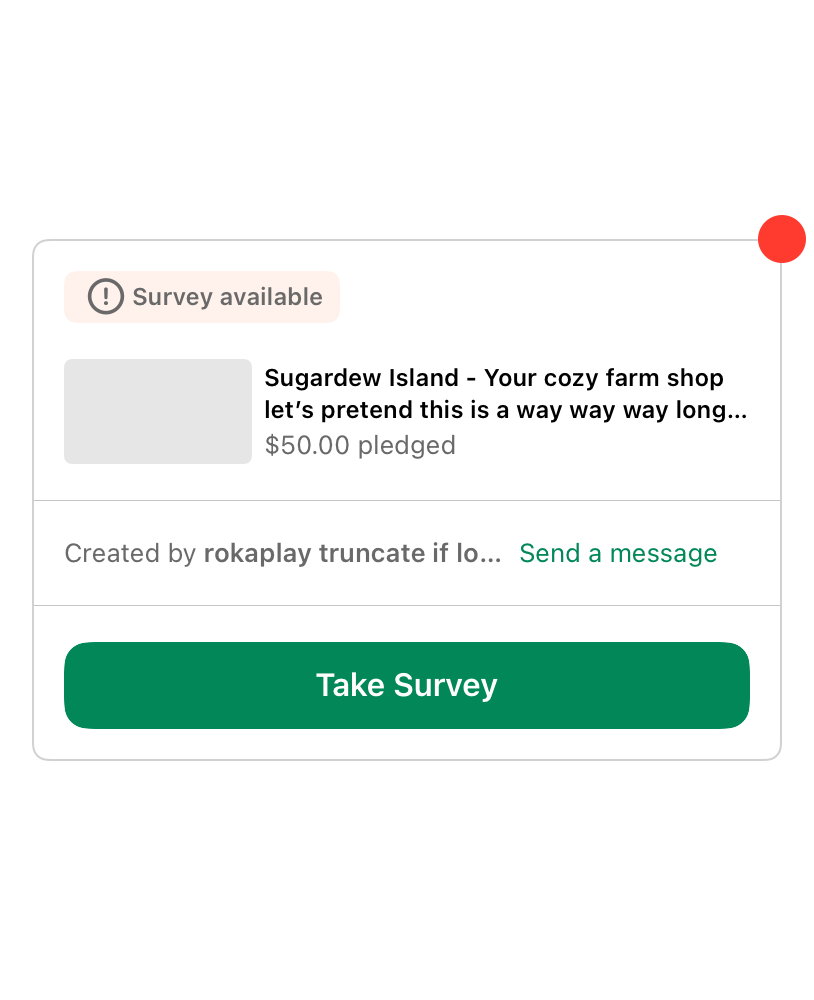 Survey available
Sugardew Island - Your cozy farm shop
let’s pretend this is a way way way long...
$50.00 pledged
Created by rokaplay truncate if lo... Send a message
Take Survey